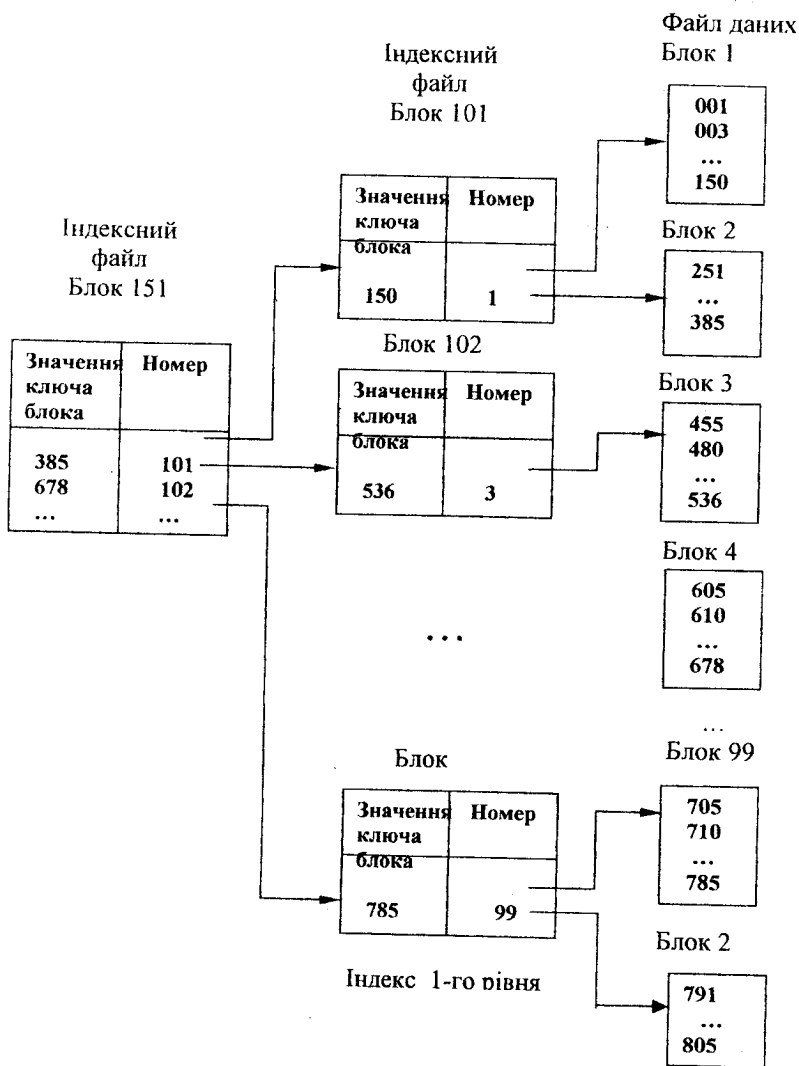 Файл даних
Блок 1
001
003
...
150
Індексний
файл
Блок 101
Значення
ключа
блока
Номер
150
1
Блок 2
251
...
385
Індексний
файл
Блок 151
Значення
ключа
блока
Номер
385
101
678
102
...
...
Блок 102
Значення
ключа
блока
Номер
536
3
Блок 3
455
480
...
536
Блок 4
605
610
...
678
...
...
Блок
Значення
ключа
блока
Номер
785
99
Індекс 1-го рівня
Блок 99
705
710
...
785
Блок 2
791
...
805